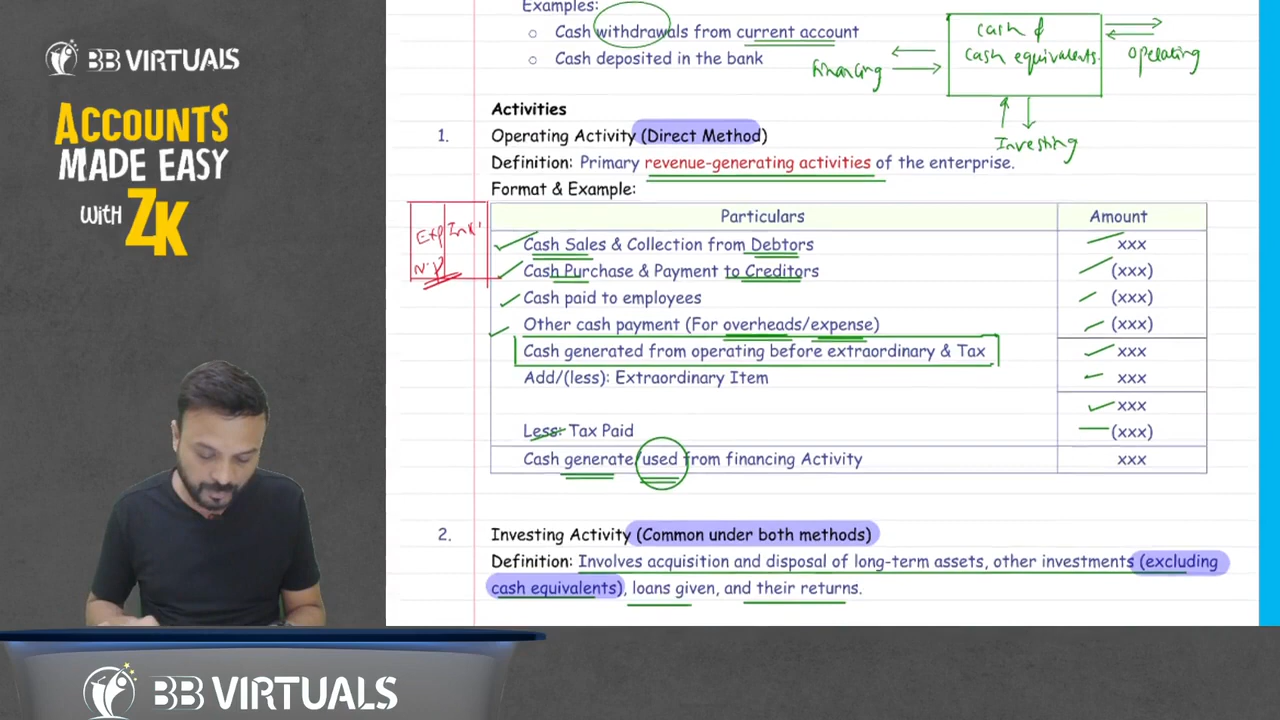 BB VIRTUALS
ACCOUNTS
MADE EASY
WITH ZK
Examples:
o Cash withdrawals from current account
o Cash deposited in the bank
Cash &
Cash equivalents
Financing
Operating
Investing
Activities
1. Operating Activity (Direct Method)
Definition: Primary revenue-generating activities of the enterprise.
Format & Example:
Particulars Amount
Cash Sales & Collection from Debtors xxx
Cash Purchase & Payment to Creditors (xxx)
Cash paid to employees (xxx)
Other cash payment (For overheads/expense) (xxx)
Cash generated from operating before extraordinary & Tax xxx
Add/(less): Extraordinary Item xxx
xxx
Less: Tax Paid (xxx)
Cash generate/used from financing Activity xxx
Exp
N.P
2. Investing Activity (Common under both methods)
Definition: Involves acquisition and disposal of long-term assets, other investments (excluding
cash equivalents), loans given, and their returns.
BB VIRTUALS